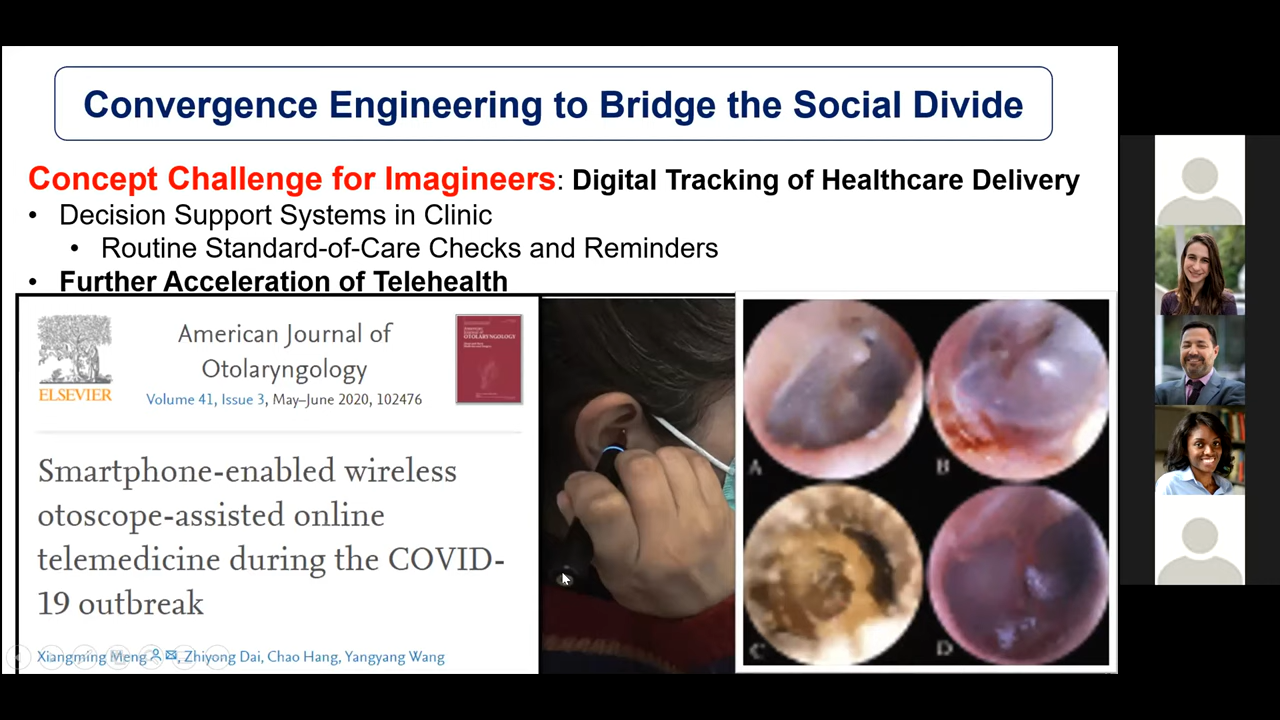 Convergence Engineering to Bridge the Social Divide
Concept Challenge for Imagineers: Digital Tracking of Healthcare Delivery
• Decision Support Systems in Clinic
• Routine Standard-of-Care Checks and Reminders
• Further Acceleration of Telehealth
ELSEVIER
American Journal of
Otolaryngology
Volume 41, Issue 3, May–June 2020, 102476
OTOLARYNGOLOGY
Smartphone-enabled wireless
otoscope-assisted online
telemedicine during the COVID-
19 outbreak
Xiangming Meng, Zhiyong Dai, Chao Hang, Yangyang Wang
A
B
C
D